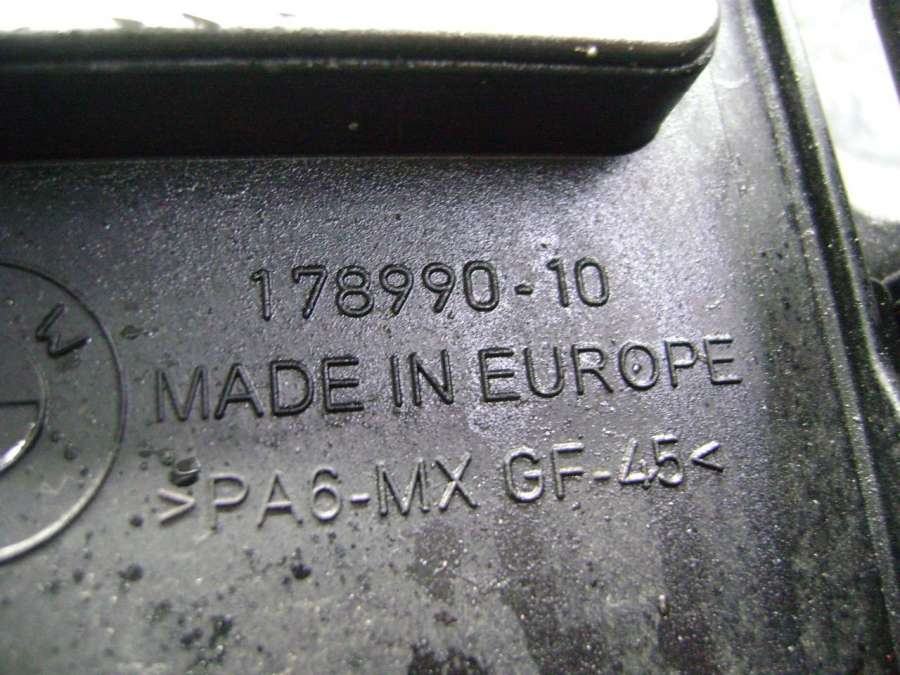 178990-10
M
MADE IN EUROPE
>PA6-MX GF-45<